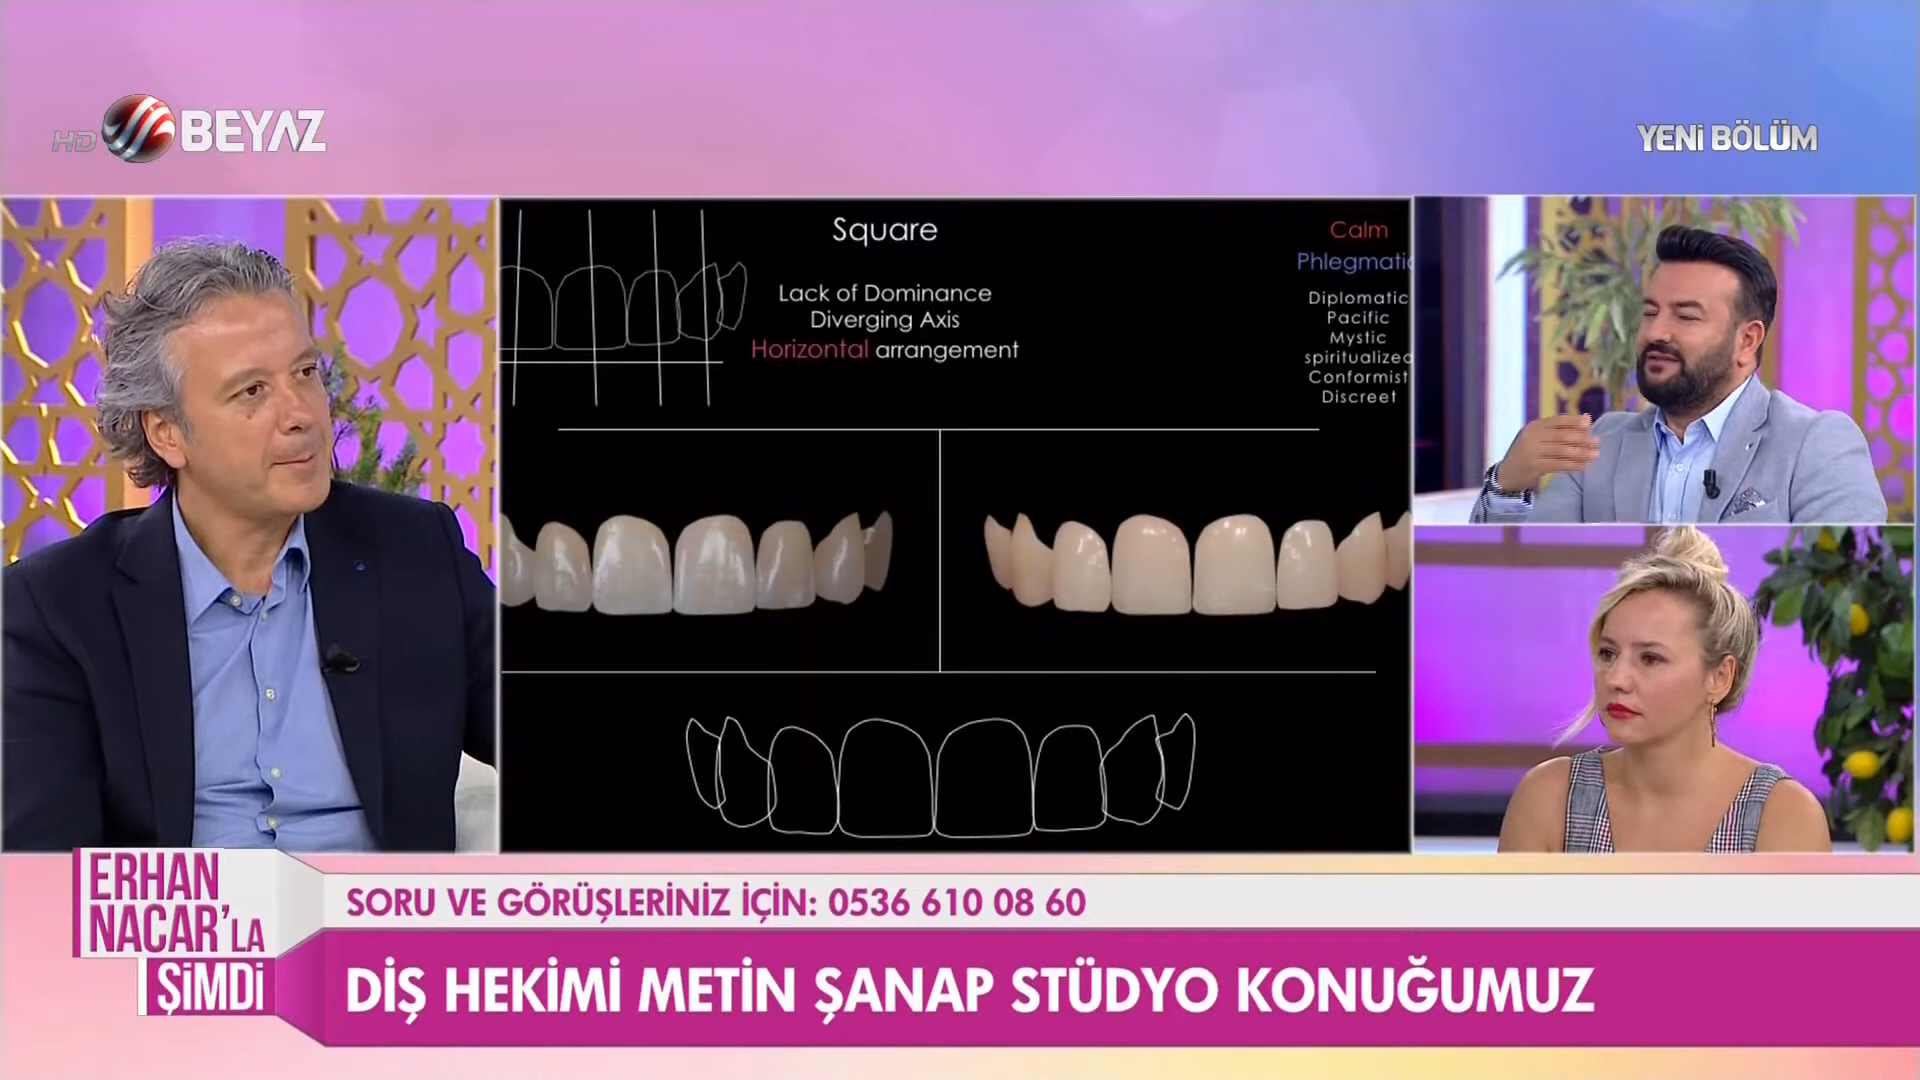 HD BEYAZ
YENİ BÖLÜM
Square
Lack of Dominance
Diverging Axis
Horizontal arrangement
Calm
Phlegmatic
Diplomatic
Pacific
Mystic
spiritualized
Conformist
Discreet
ERHAN
NACAR'LA
ŞİMDİ
SORU VE GÖRÜŞLERİNİZ İÇİN: 0536 610 08 60
DİŞ HEKİMİ METİN ŞANAP STÜDYO KONUĞUMUZ